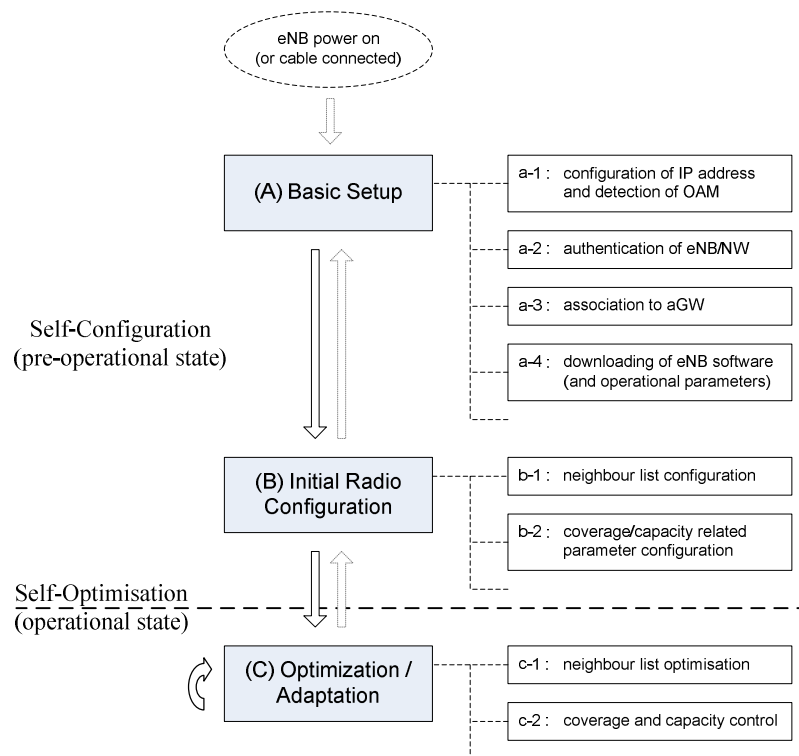 eNB power on
(or cable connected)
(A) Basic Setup
a-1 : configuration of IP address
and detection of OAM
a-2 : authentication of eNB/NW
a-3 : association to aGW
a-4 : downloading of eNB software
(and operational parameters)
Self-Configuration
(pre-operational state)
(B) Initial Radio
Configuration
b-1 : neighbour list configuration
b-2 : coverage/capacity related
parameter configuration
Self-Optimisation
(operational state)
(C) Optimization /
Adaptation
c-1 : neighbour list optimisation
c-2 : coverage and capacity control